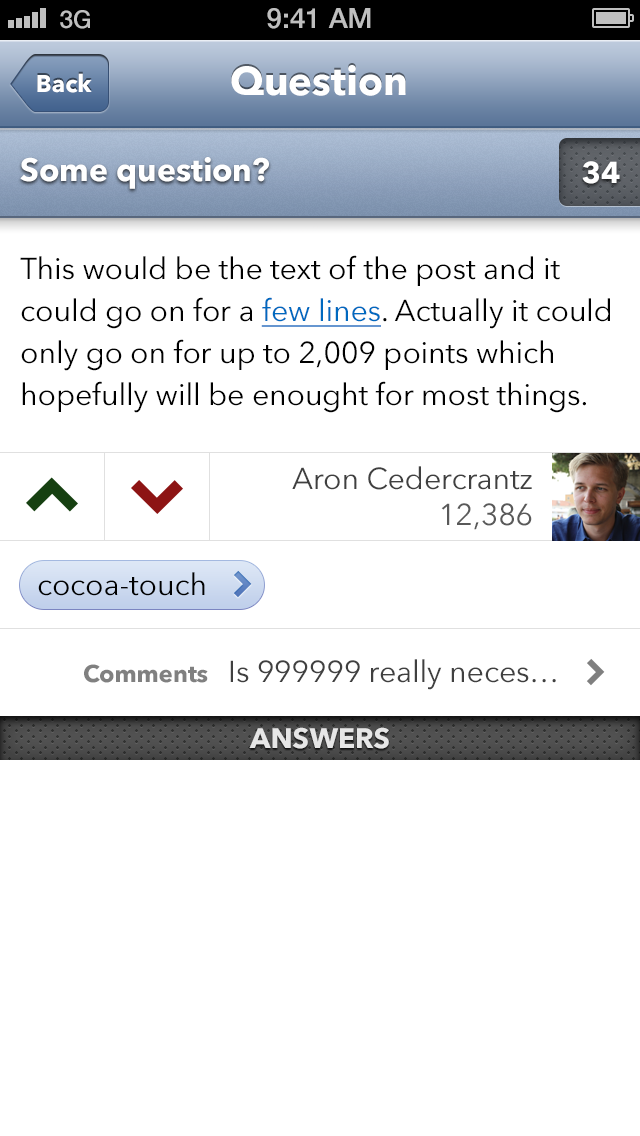 3G 9:41 AM
Back Question
Some question? 34
This would be the text of the post and it
could go on for a few lines. Actually it could
only go on for up to 2,009 points which
hopefully will be enought for most things.
Aron Cedercrantz
12,386
cocoa-touch
Comments Is 999999 really neces...
ANSWERS